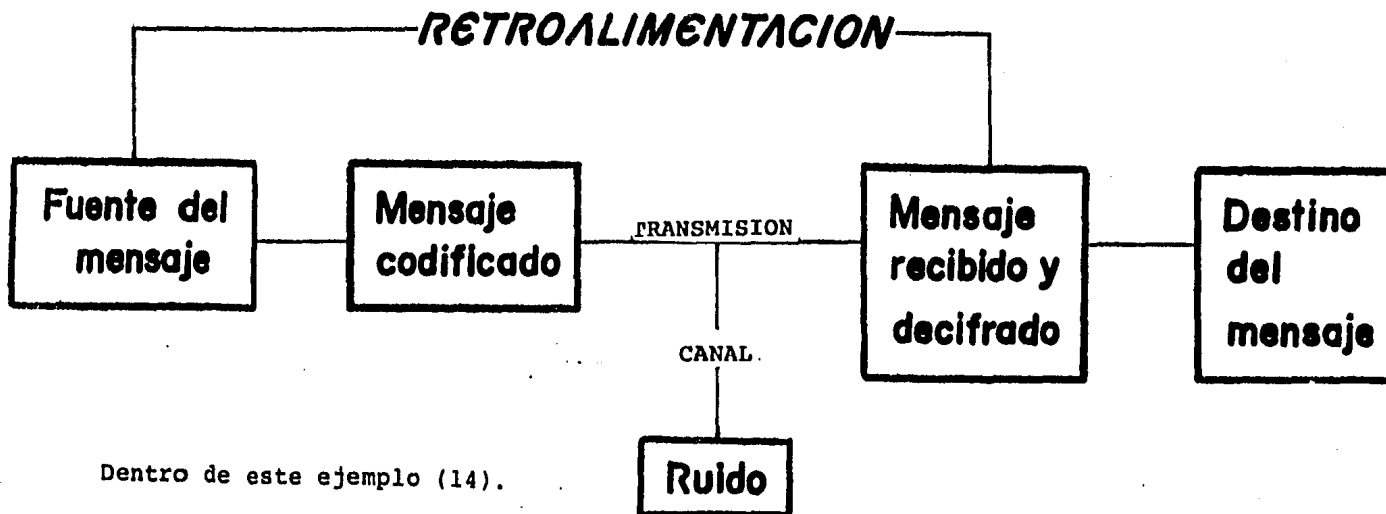 RETROALIMENTACION
Fuente del
mensaje
Mensaje
codificado
TRANSMISION
CANAL.
Ruido
Mensaje
recibido y
decifrado
Destino
del
mensaje
Dentro de este ejemplo (14).